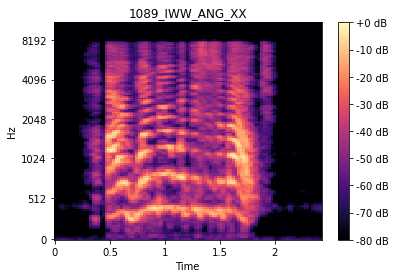 1089_IWW_ANG_XX
+0 dB
8192
-10 dB
4096
-20 dB
-30 dB
2048
Hz
-40 dB
1024
-50 dB
512
-60 dB
-70 dB
0
-80 dB
0 0.5 1 1.5 2
Time